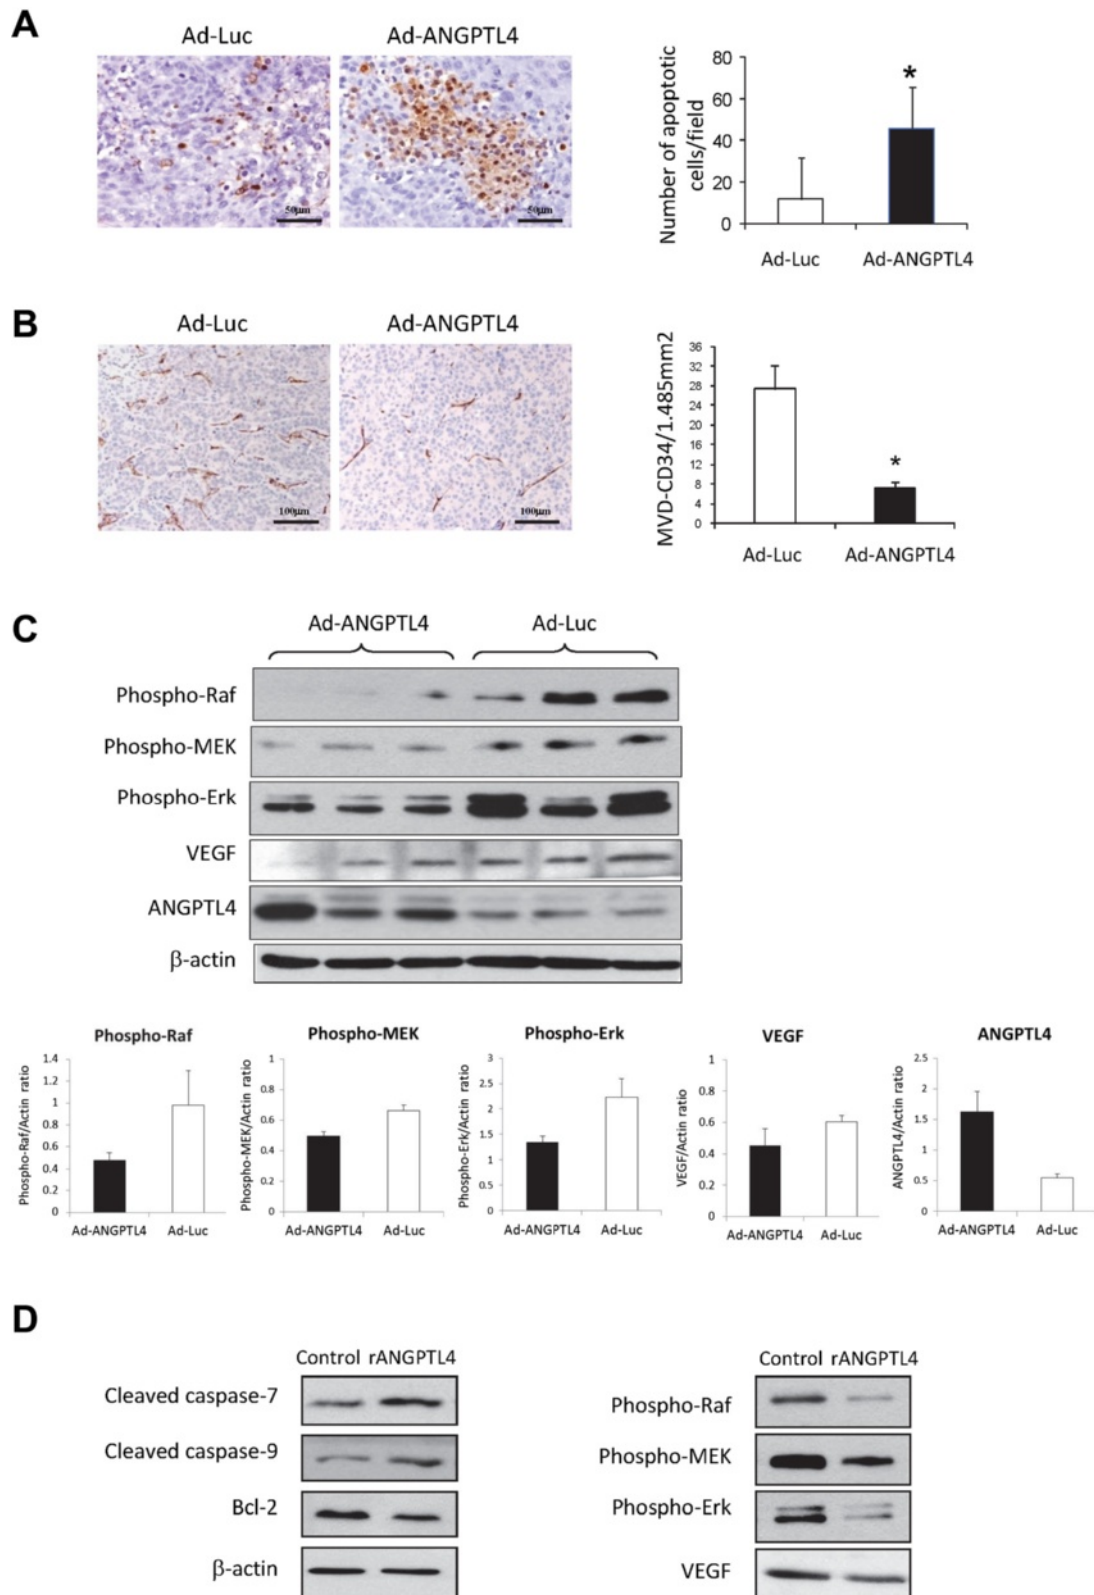 A
Ad-Luc Ad-ANGPTL4
50µm 50µm
Number of apoptotic
cells/field
80
60
40
20
0
*
Ad-Luc Ad-ANGPTL4
B
Ad-Luc Ad-ANGPTL4
100µm 100µm
MVD-CD34/1.485mm2
36
32
28
24
20
16
12
8
4
0
*
Ad-Luc Ad-ANGPTL4
C
Ad-ANGPTL4 Ad-Luc
Phospho-Raf
Phospho-MEK
Phospho-Erk
VEGF
ANGPTL4
β-actin
Phospho-Raf
Phospho-Raf/Actin ratio
1.4
1.2
1
0.8
0.6
0.4
0.2
0
Ad-ANGPTL4 Ad-Luc
Phospho-MEK
Phospho-MEK/Actin ratio
1
0.8
0.6
0.4
0.2
0
Ad-ANGPTL4 Ad-Luc
Phospho-Erk
Phospho-Erk/Actin ratio
3
2.5
2
1.5
1
0.5
0
Ad-ANGPTL4 Ad-Luc
VEGF
VEGF/Actin ratio
1
0.8
0.6
0.4
0.2
0
Ad-ANGPTL4 Ad-Luc
ANGPTL4
ANGPTL4/Actin ratio
2.5
2
1.5
1
0.5
0
Ad-ANGPTL4 Ad-Luc
D
Control rANGPTL4
Cleaved caspase-7
Cleaved caspase-9
Bcl-2
β-actin
Control rANGPTL4
Phospho-Raf
Phospho-MEK
Phospho-Erk
VEGF